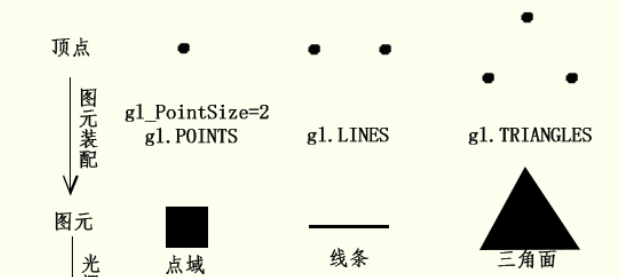 顶点
图元装配
gl_PointSize=2
gl.POINTS
gl.LINES
gl.TRIANGLES
图元
点域
线条
三角面
光